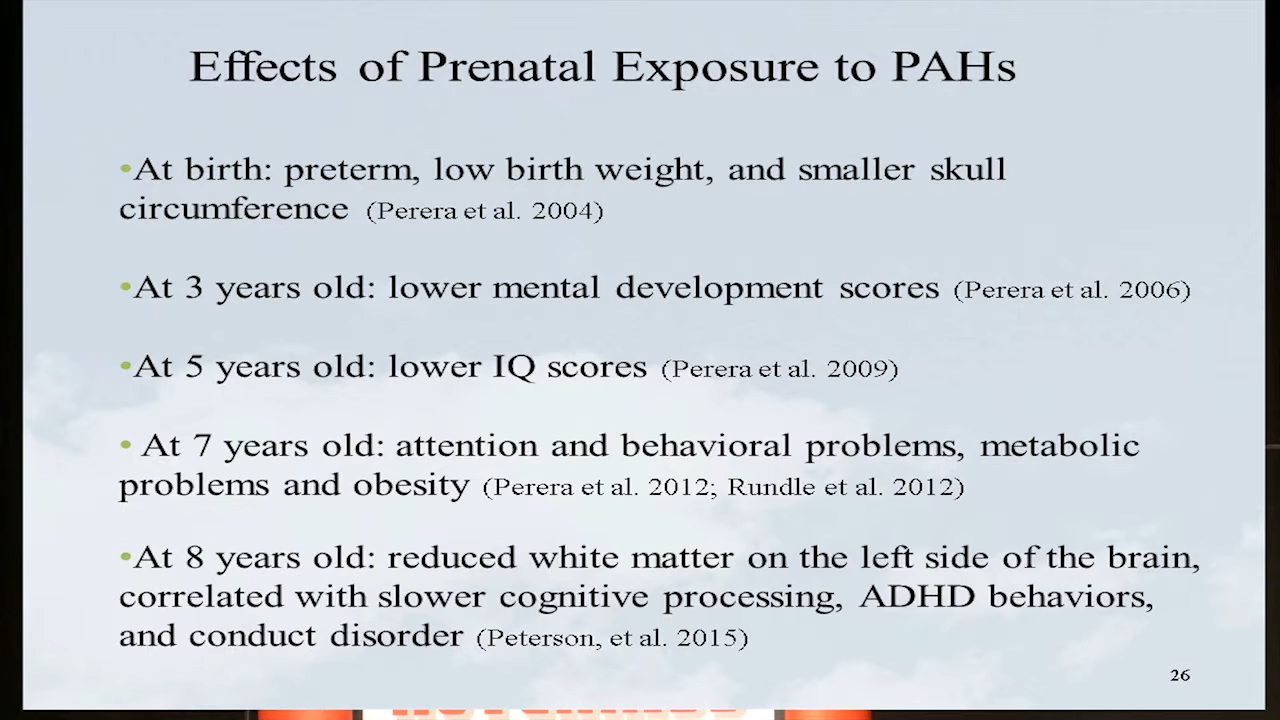 Effects of Prenatal Exposure to PAHs
•At birth: preterm, low birth weight, and smaller skull
circumference (Perera et al. 2004)
•At 3 years old: lower mental development scores (Perera et al. 2006)
•At 5 years old: lower IQ scores (Perera et al. 2009)
• At 7 years old: attention and behavioral problems, metabolic
problems and obesity (Perera et al. 2012; Rundle et al. 2012)
•At 8 years old: reduced white matter on the left side of the brain,
correlated with slower cognitive processing, ADHD behaviors,
and conduct disorder (Peterson, et al. 2015)
26